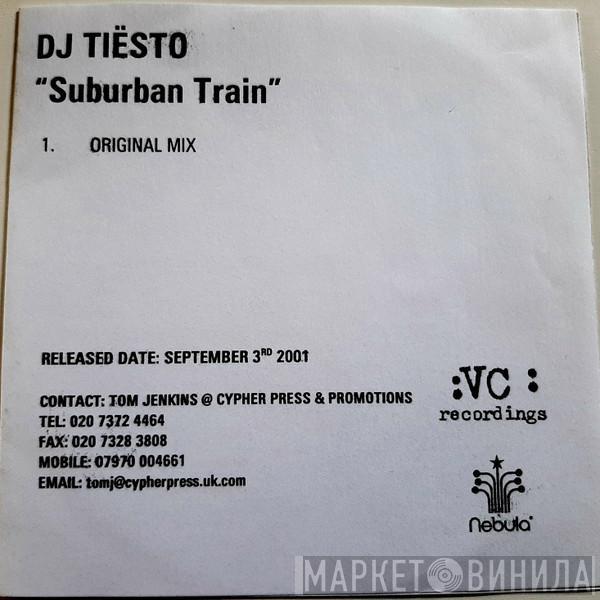 DJ TIËSTO
“Suburban Train”
1. ORIGINAL MIX
RELEASED DATE: SEPTEMBER 3RD 2001
CONTACT: TOM JENKINS @ CYPHER PRESS & PROMOTIONS
TEL: 020 7372 4464
FAX: 020 7328 3808
MOBILE: 07970 004661
EMAIL: tomj@cypherpress.uk.com
:VC :
recordings
Nebula
МАРКЕТ ВИНИЛА